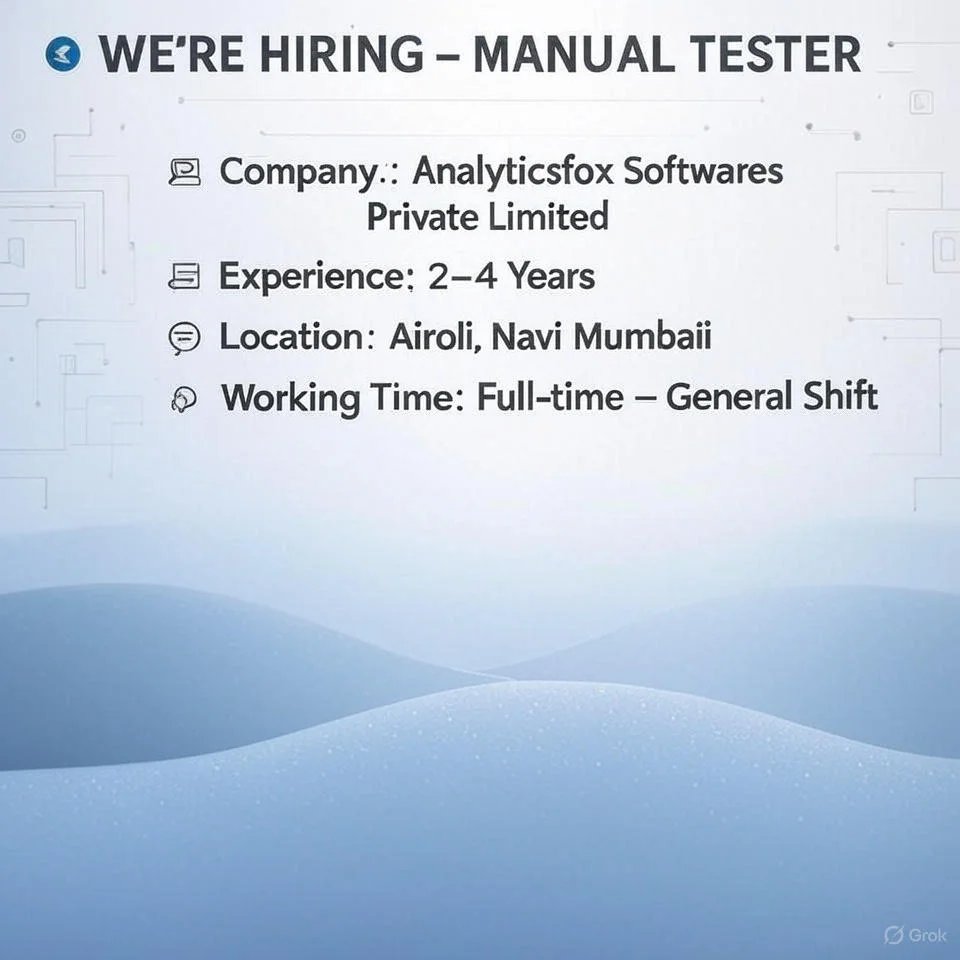 WE'RE HIRING – MANUAL TESTER
Company.: Analyticsfox Softwares
Private Limited
Experience: 2–4 Years
Location: Airoli, Navi Mumbaii
Working Time: Full-time – General Shift
Grok